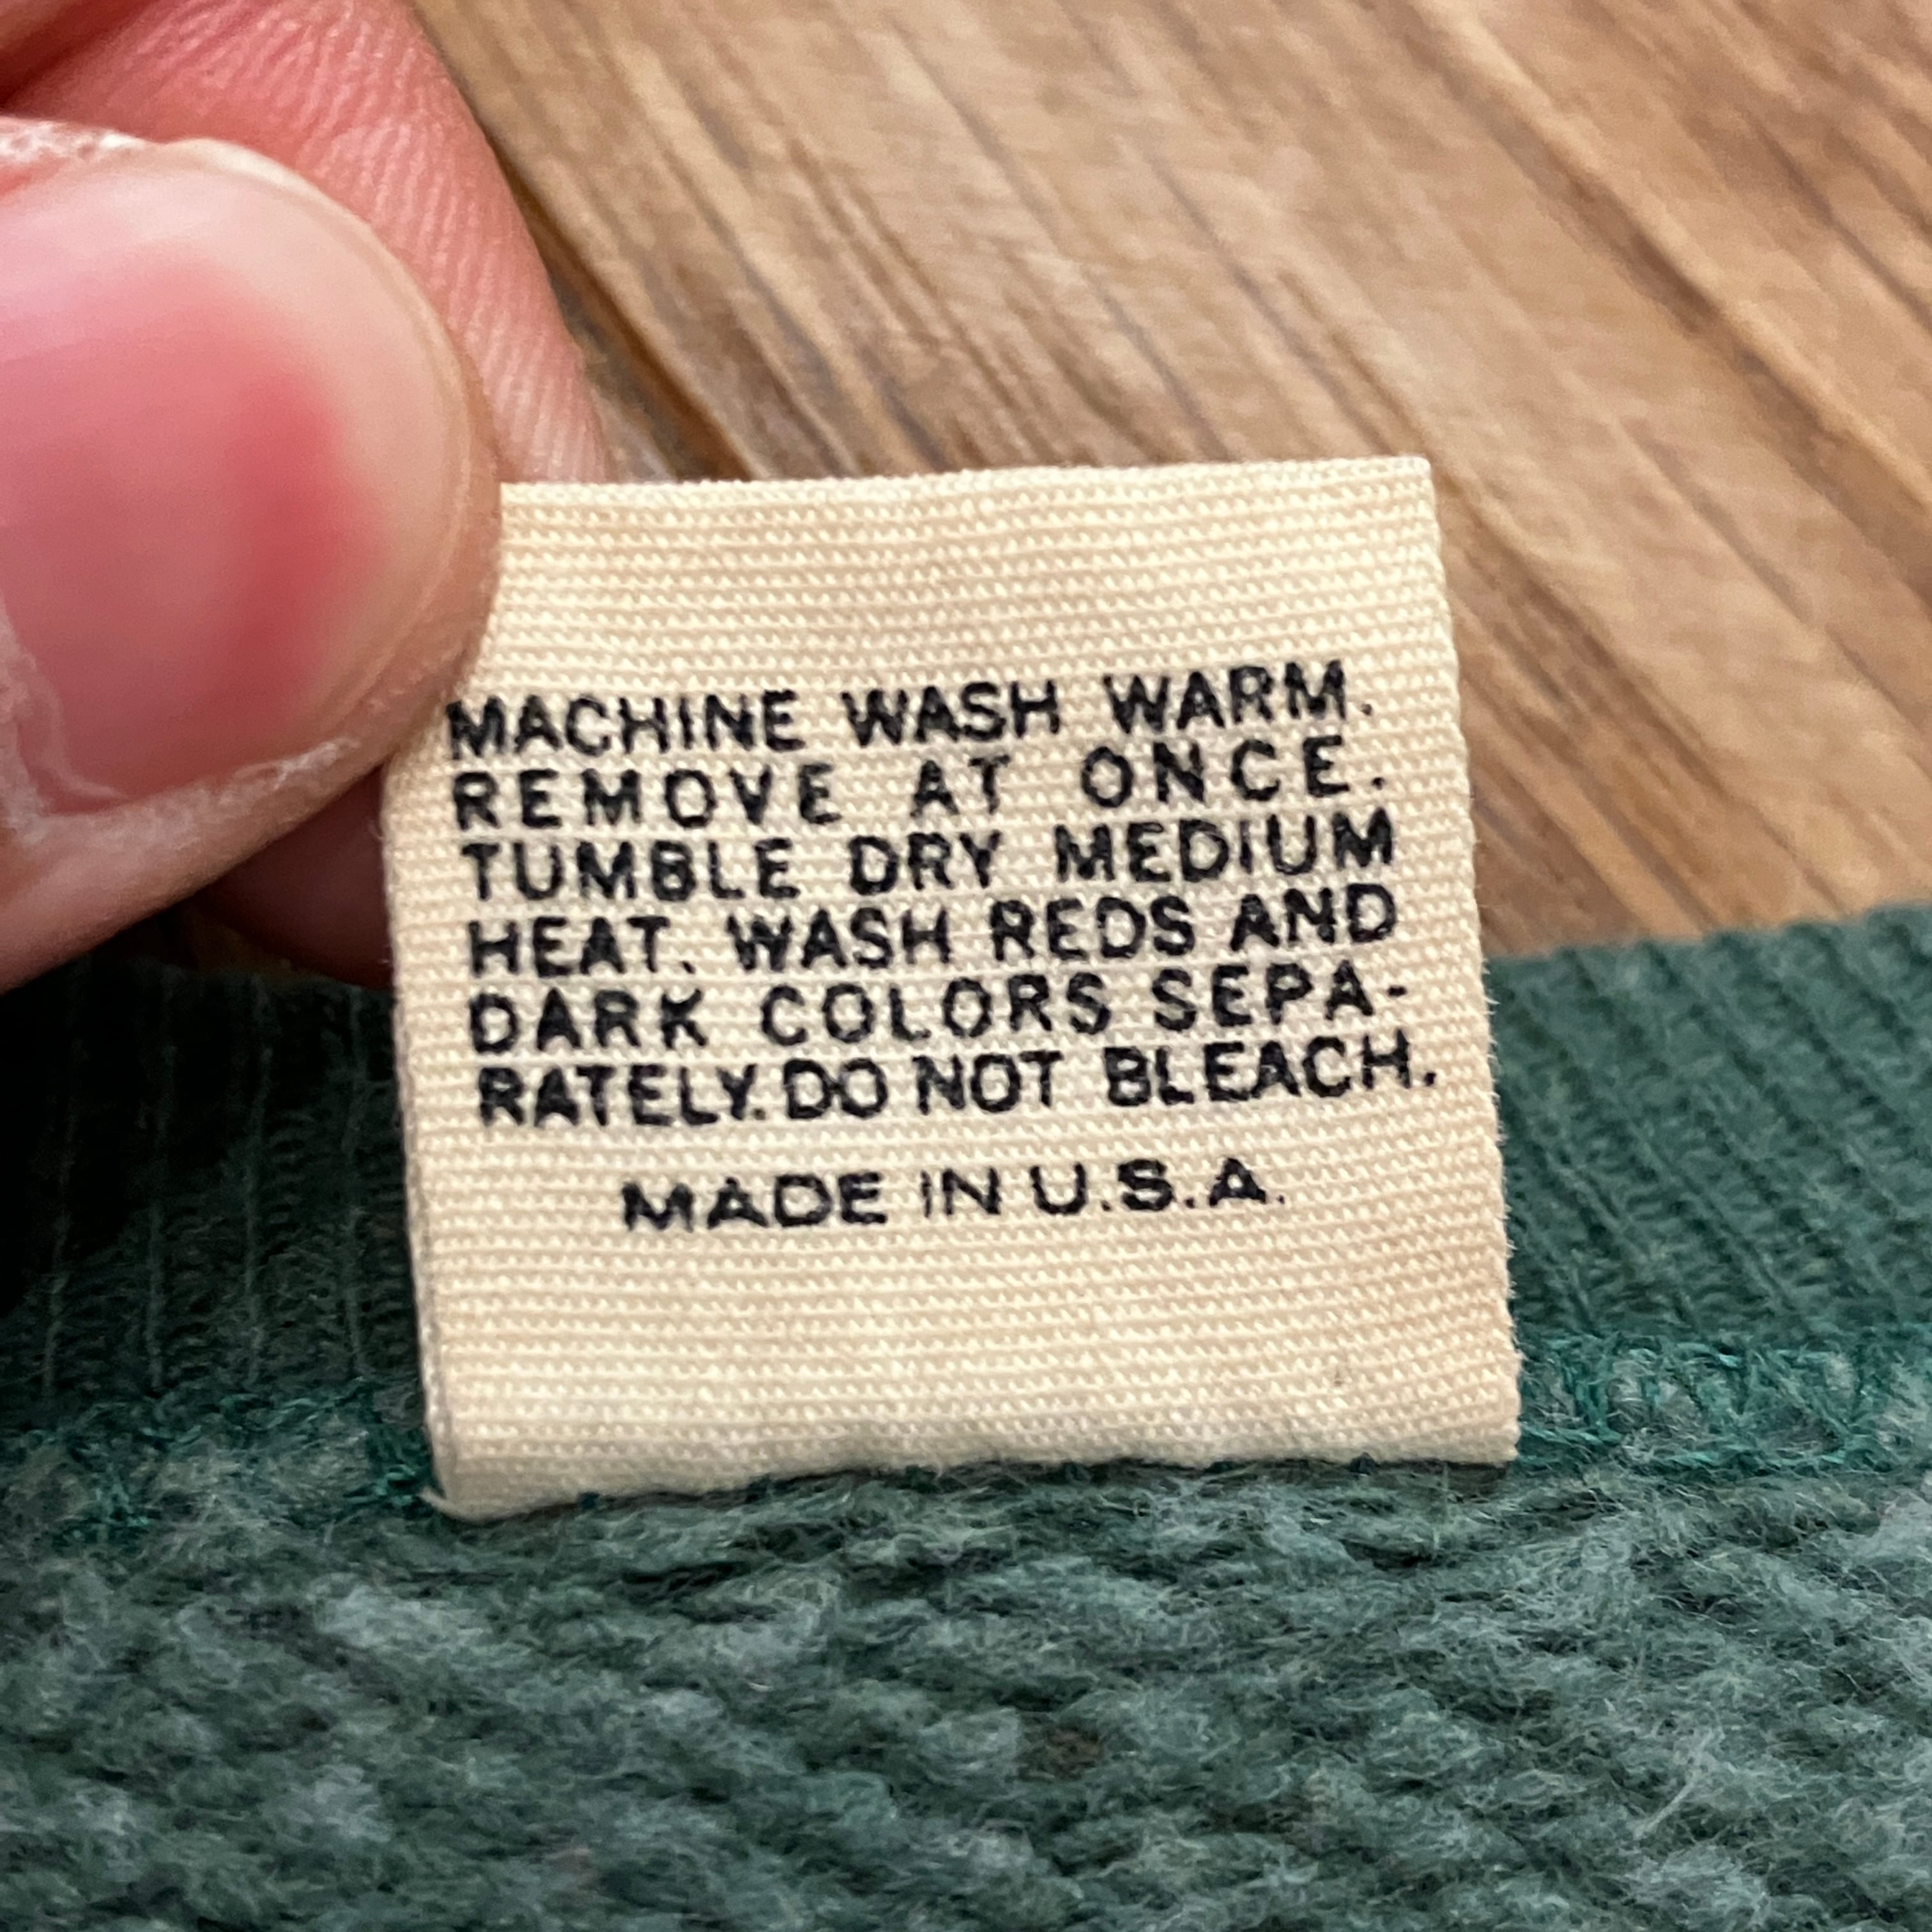 MACHINE WASH WARM.
REMOVE AT ONCE.
TUMBLE DRY MEDIUM
HEAT. WASH REDS AND
DARK COLORS SEPA-
RATELY. DO NOT BLEACH.
MADE IN U.S.A.